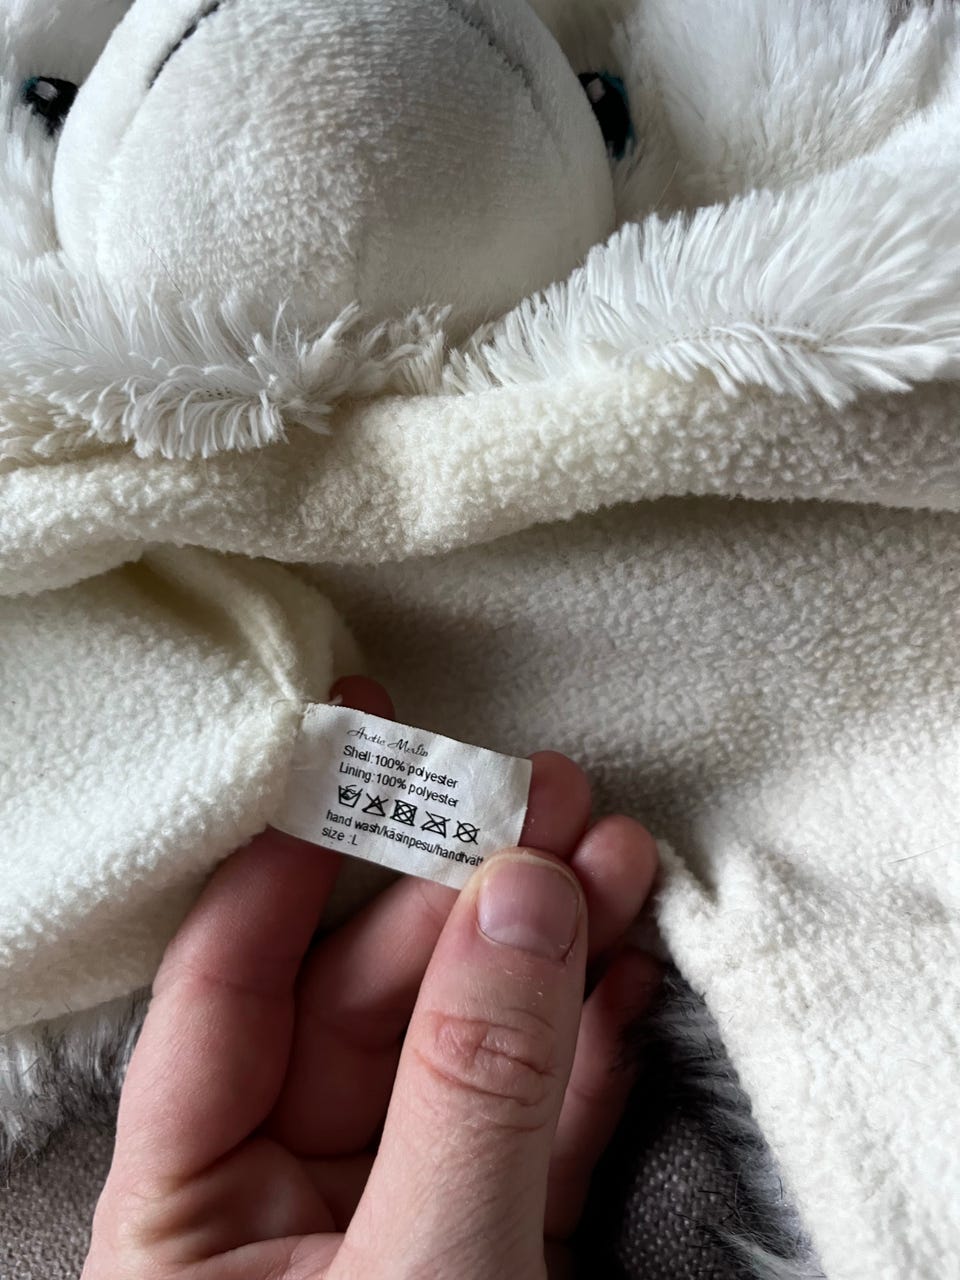 Arctic Merlin
Shell:100% polyester
Lining:100% polyester
hand wash/käsinpesu/handtvätt
size :L